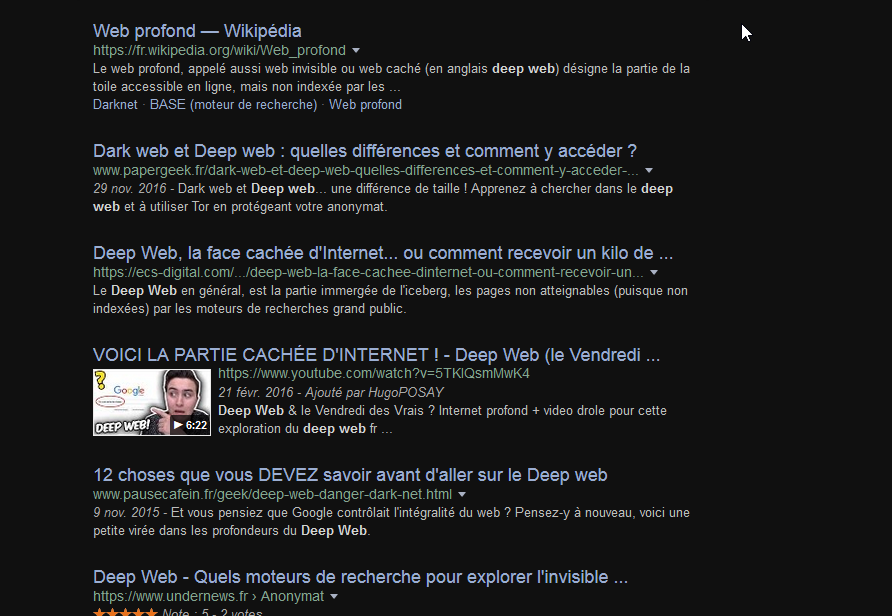 Web profond — Wikipédia
https://fr.wikipedia.org/wiki/Web_profond
Le web profond, appelé aussi web invisible ou web caché (en anglais deep web) désigne la partie de la
toile accessible en ligne, mais non indexée par les ...
Darknet · BASE (moteur de recherche) · Web profond
Dark web et Deep web : quelles différences et comment y accéder ?
www.papergeek.fr/dark-web-et-deep-web-quelles-differences-et-comment-y-acceder-...
29 nov. 2016 - Dark web et Deep web... une différence de taille ! Apprenez à chercher dans le deep
web et à utiliser Tor en protégeant votre anonymat.
Deep Web, la face cachée d'Internet... ou comment recevoir un kilo de ...
https://ecs-digital.com/.../deep-web-la-face-cachee-dinternet-ou-comment-recevoir-un...
Le Deep Web en général, est la partie immergée de l'iceberg, les pages non atteignables (puisque non
indexées) par les moteurs de recherches grand public.
VOICI LA PARTIE CACHÉE D'INTERNET ! - Deep Web (le Vendredi ...
https://www.youtube.com/watch?v=5TKlQsmMwK4
21 févr. 2016 - Ajouté par HugoPOSAY
Deep Web & le Vendredi des Vrais ? Internet profond + video drole pour cette
exploration du deep web fr ...
?
Google
DEEP WEB!
6:22
12 choses que vous DEVEZ savoir avant d'aller sur le Deep web
www.pausecafein.fr/geek/deep-web-danger-dark-net.html
9 nov. 2015 - Et vous pensiez que Google contrôlait l'intégralité du web ? Pensez-y à nouveau, voici une
petite virée dans les profondeurs du Deep Web.
Deep Web - Quels moteurs de recherche pour explorer l'invisible ...
https://www.undernews.fr › Anonymat
Note : 5 - 2 votes